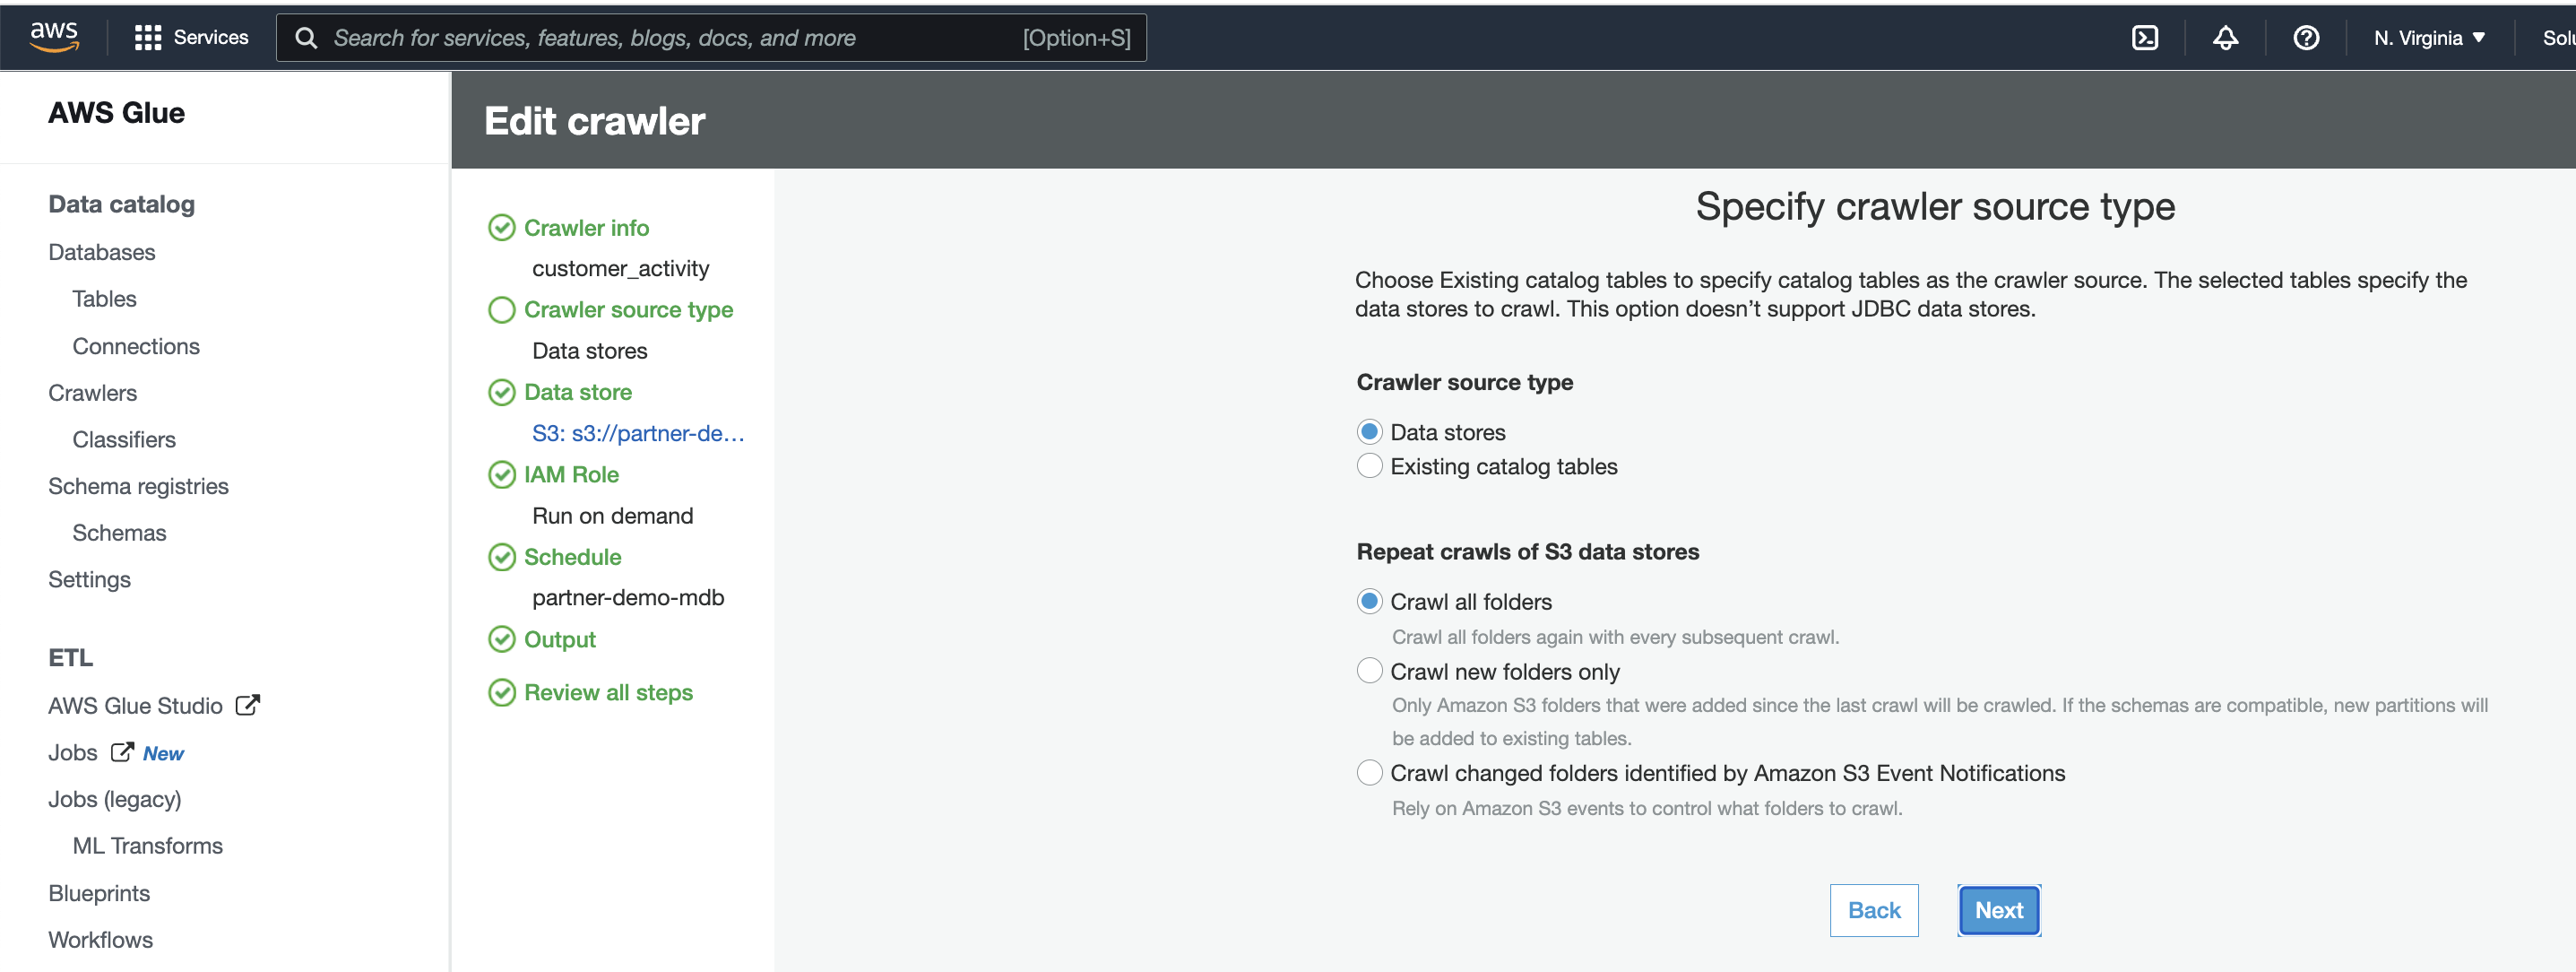 aws
Services
Search for services, features, blogs, docs, and more [Option+S]
N. Virginia
Solu
AWS Glue
Data catalog
Databases
Tables
Connections
Crawlers
Classifiers
Schema registries
Schemas
Settings
ETL
AWS Glue Studio
Jobs New
Jobs (legacy)
ML Transforms
Blueprints
Workflows
Edit crawler
Crawler info
customer_activity
Crawler source type
Data stores
Data store
S3: s3://partner-de...
IAM Role
Run on demand
Schedule
partner-demo-mdb
Output
Review all steps
Specify crawler source type
Choose Existing catalog tables to specify catalog tables as the crawler source. The selected tables specify the
data stores to crawl. This option doesn’t support JDBC data stores.
Crawler source type
Data stores
Existing catalog tables
Repeat crawls of S3 data stores
Crawl all folders
Crawl all folders again with every subsequent crawl.
Crawl new folders only
Only Amazon S3 folders that were added since the last crawl will be crawled. If the schemas are compatible, new partitions will
be added to existing tables.
Crawl changed folders identified by Amazon S3 Event Notifications
Rely on Amazon S3 events to control what folders to crawl.
Back
Next